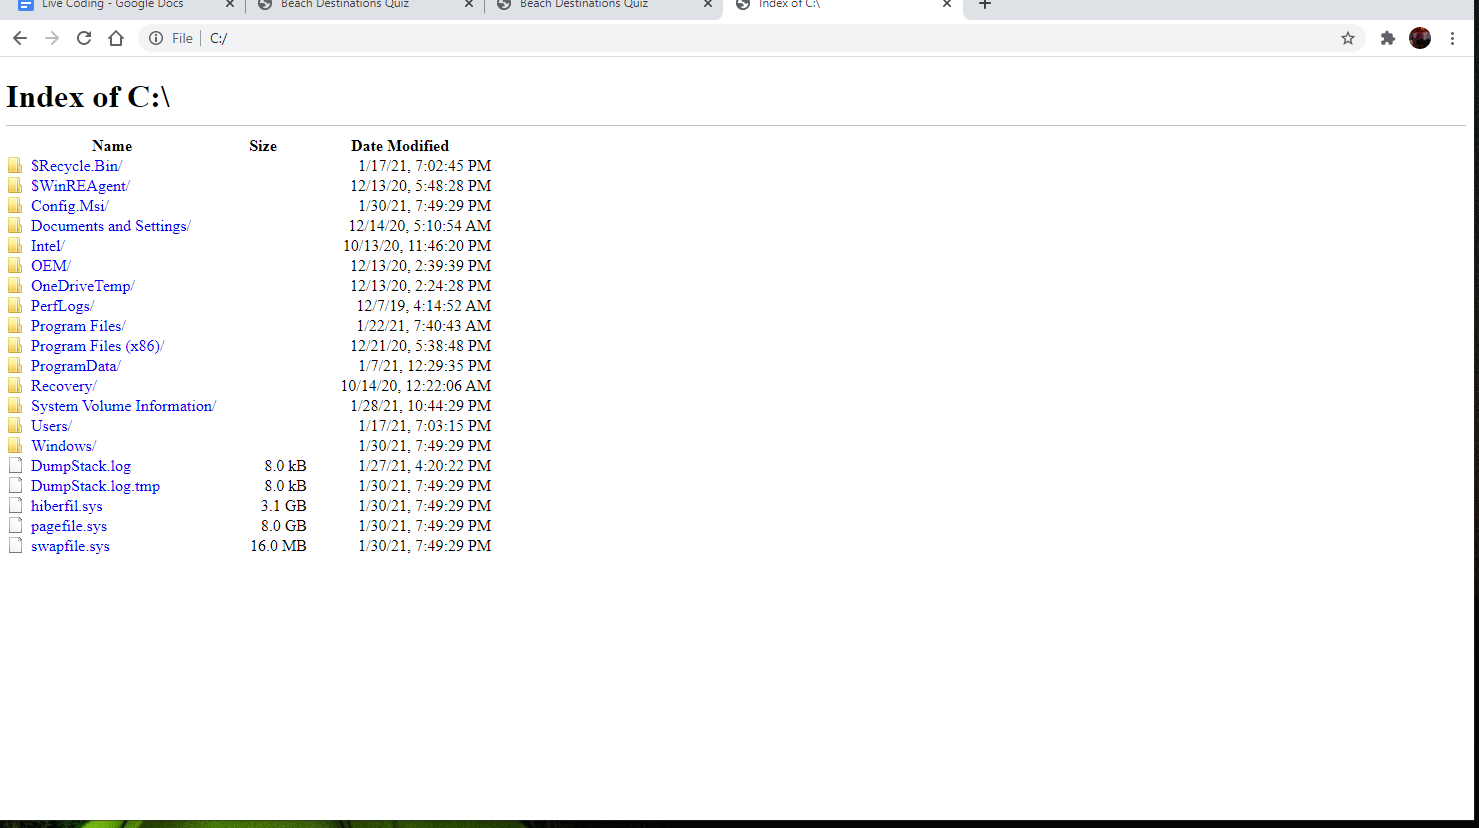 Live Coding - Google Docs Beach Destinations Quiz Beach Destinations Quiz Index of C:\
File C:/
Index of C:\
Name Size Date Modified
$Recycle.Bin/ 1/17/21, 7:02:45 PM
$WinREAgent/ 12/13/20, 5:48:28 PM
Config.Msi/ 1/30/21, 7:49:29 PM
Documents and Settings/ 12/14/20, 5:10:54 AM
Intel/ 10/13/20, 11:46:20 PM
OEM/ 12/13/20, 2:39:39 PM
OneDriveTemp/ 12/13/20, 2:24:28 PM
PerfLogs/ 12/7/19, 4:14:52 AM
Program Files/ 1/22/21, 7:40:43 AM
Program Files (x86)/ 12/21/20, 5:38:48 PM
ProgramData/ 1/7/21, 12:29:35 PM
Recovery/ 10/14/20, 12:22:06 AM
System Volume Information/ 1/28/21, 10:44:29 PM
Users/ 1/17/21, 7:03:15 PM
Windows/ 1/30/21, 7:49:29 PM
DumpStack.log 8.0 kB 1/27/21, 4:20:22 PM
DumpStack.log.tmp 8.0 kB 1/30/21, 7:49:29 PM
hiberfil.sys 3.1 GB 1/30/21, 7:49:29 PM
pagefile.sys 8.0 GB 1/30/21, 7:49:29 PM
swapfile.sys 16.0 MB 1/30/21, 7:49:29 PM